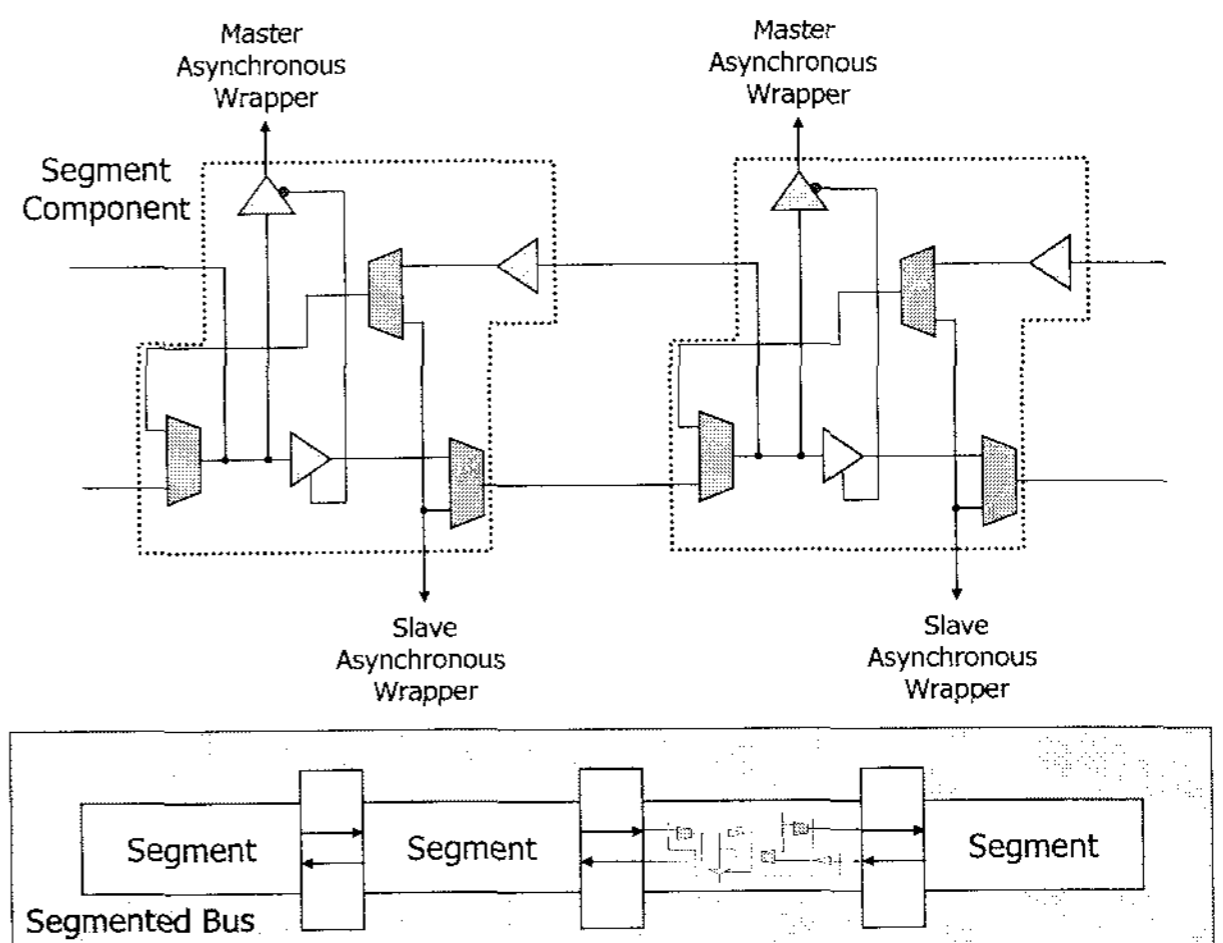 Master
Asynchronous
Wrapper
Master
Asynchronous
Wrapper
Segment
Component
Slave
Asynchronous
Wrapper
Slave
Asynchronous
Wrapper
Segment
Segment
Segment
Segmented Bus